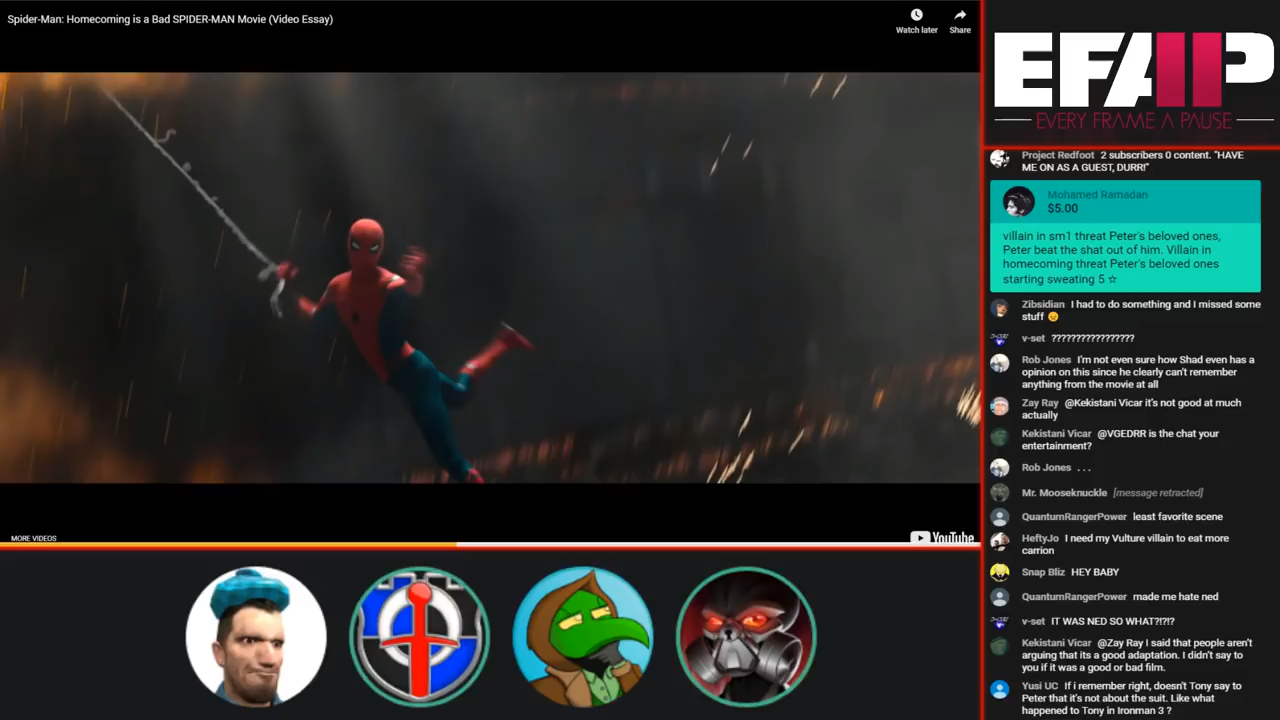 Spider-Man: Homecoming is a Bad SPIDER-MAN Movie (Video Essay)
Watch later
Share
MORE VIDEOS
YouTube
EFAP
EVERY FRAME A PAUSE
Project Redfoot 2 subscribers 0 content. "HAVE
ME ON AS A GUEST, DURR!"
Mohamed Ramadan
$5.00
villain in sm1 threat Peter's beloved ones,
Peter beat the shat out of him. Villain in
homecoming threat Peter's beloved ones
starting sweating 5 ☆
Zibsidian I had to do something and I missed some
stuff 😔
v-set ?????????????????
Rob Jones I'm not even sure how Shad even has a
opinion on this since he clearly can't remember
anything from the movie at all
Zay Ray @Kekistani Vicar it's not good at much
actually
Kekistani Vicar @VGEDRR is the chat your
entertainment?
Rob Jones . . .
Mr. Mooseknuckle [message retracted]
QuantumRangerPower least favorite scene
HeftyJo I need my Vulture villain to eat more
carrion
Snap Bliz HEY BABY
QuantumRangerPower made me hate ned
v-set IT WAS NED SO WHAT?!?!?
Kekistani Vicar @Zay Ray I said that people aren't
arguing that its a good adaptation. I didn't say to
you if it was a good or bad film.
Yusi UC If i remember right, doesn't Tony say to
Peter that it's not about the suit. Like what
happened to Tony in Ironman 3 ?